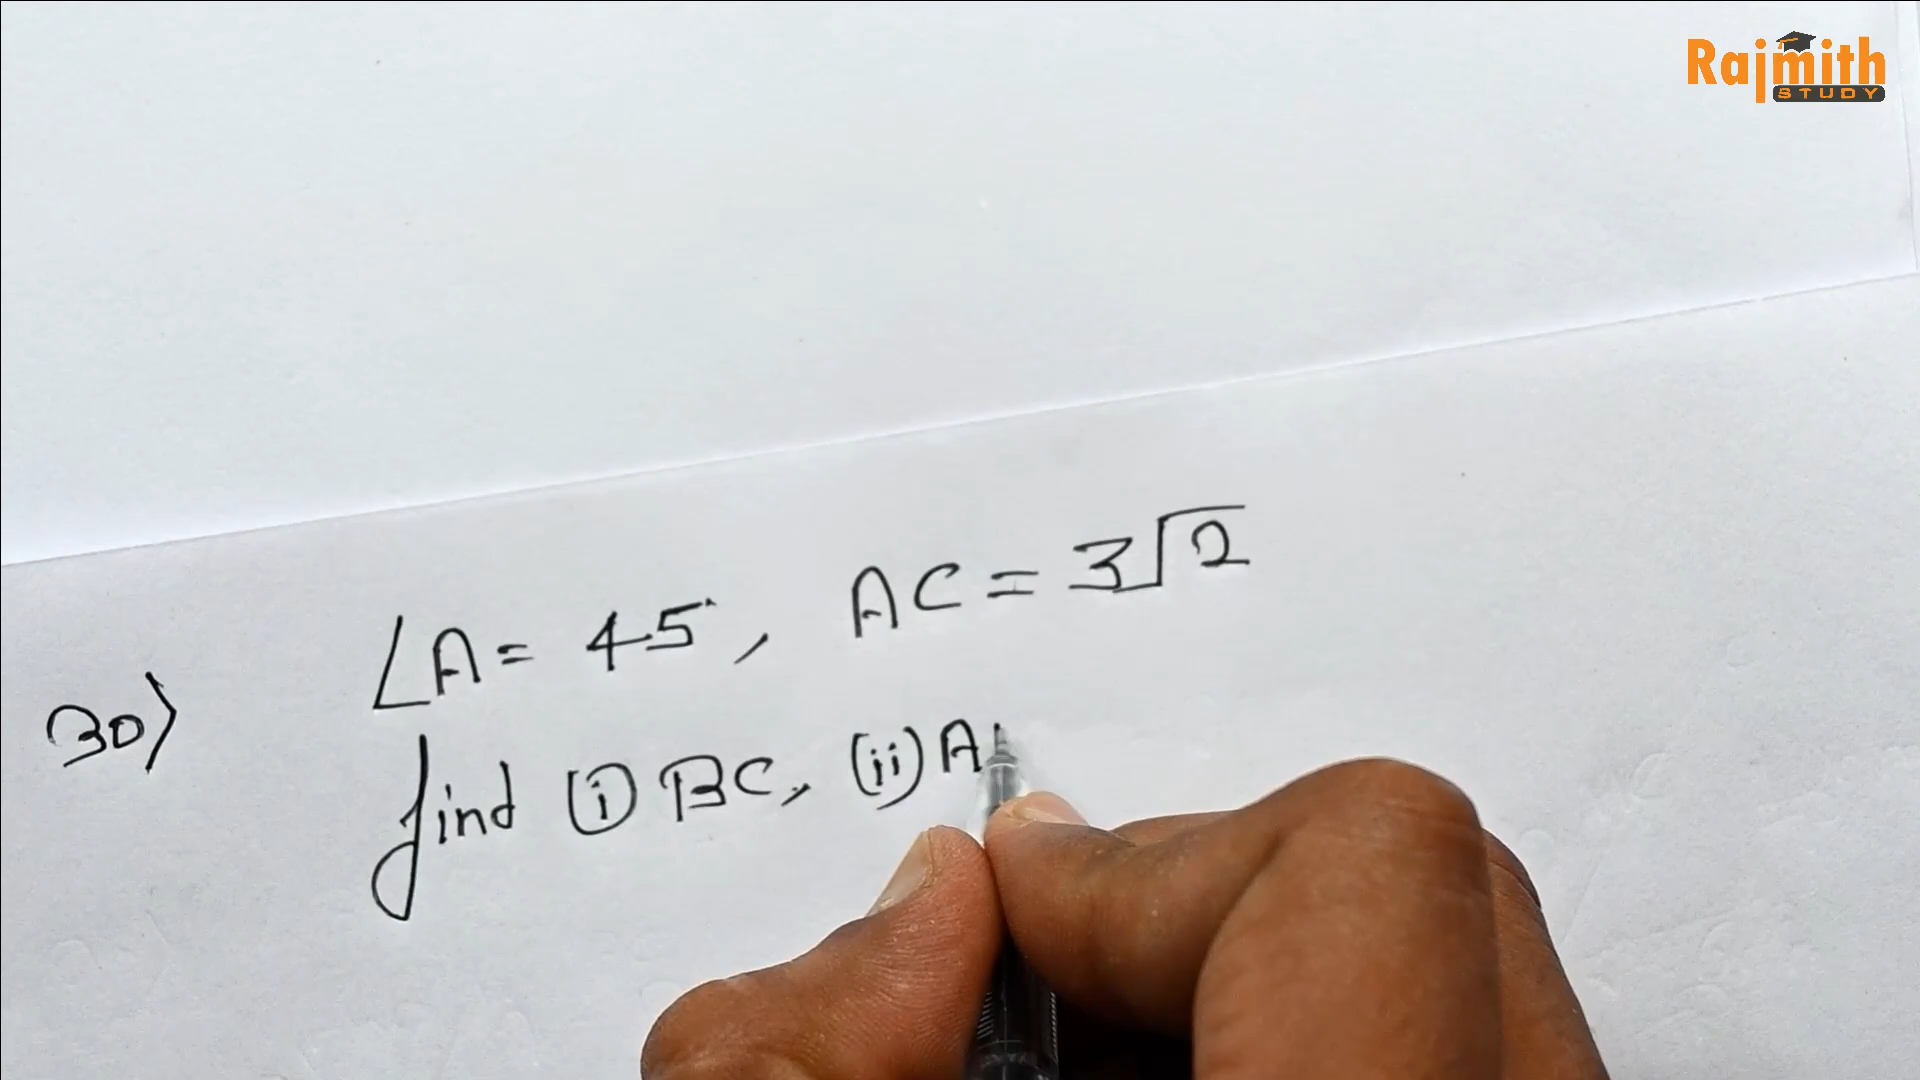 Rajmith
STUDY
∠A = 45°, AC = 3√2
30)
find (i) BC, (ii) A